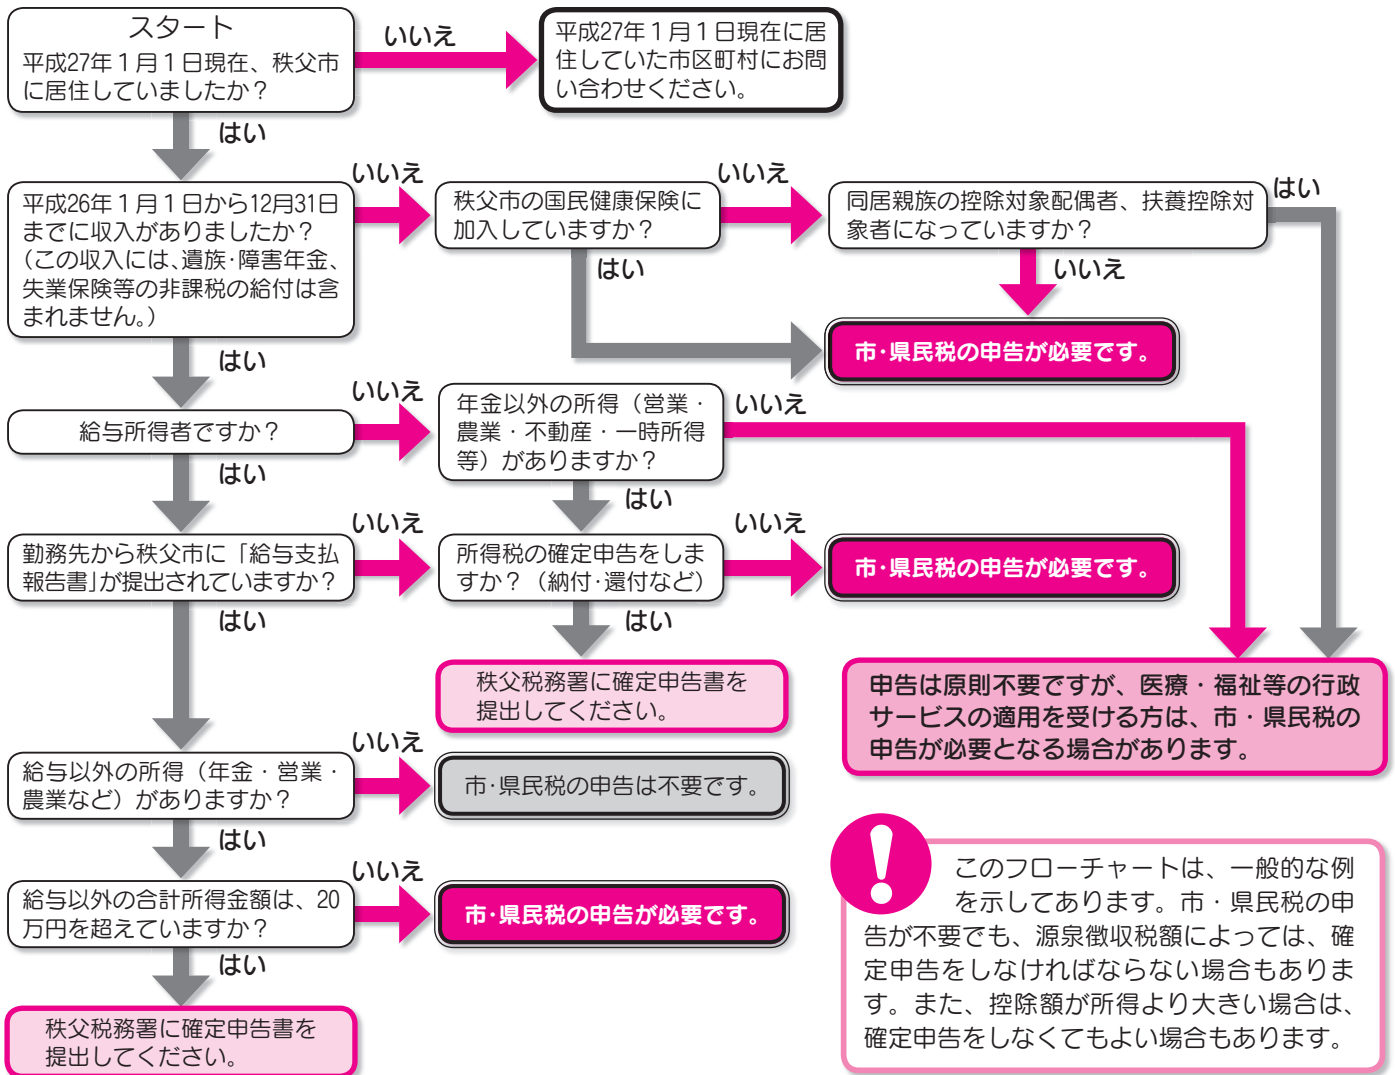 スタート
平成27年１月１日現在、秩父市
に居住していましたか？
いいえ
平成27年１月１日現在に居
住していた市区町村にお問
い合わせください。
はい
平成26年１月１日から12月31日
までに収入がありましたか？
（この収入には、遺族・障害年金、
失業保険等の非課税の給付は含
まれません。）
いいえ
秩父市の国民健康保険に
加入していますか？
いいえ
同居親族の控除対象配偶者、扶養控除対
象者になっていますか？
はい
はい
いいえ
市・県民税の申告が必要です。
はい
給与所得者ですか？
いいえ
年金以外の所得（営業・
農業・不動産・一時所得
等）がありますか？
いいえ
はい
はい
勤務先から秩父市に「給与支払
報告書」が提出されていますか？
いいえ
所得税の確定申告をしま
すか？（納付・還付など）
いいえ
市・県民税の申告が必要です。
はい
はい
秩父税務署に確定申告書を
提出してください。
申告は原則不要ですが、医療・福祉等の行政
サービスの適用を受ける方は、市・県民税の
申告が必要となる場合があります。
給与以外の所得（年金・営業・
農業など）がありますか？
いいえ
市・県民税の申告は不要です。
はい
給与以外の合計所得金額は、20
万円を超えていますか？
いいえ
市・県民税の申告が必要です。
はい
秩父税務署に確定申告書を
提出してください。
!
このフローチャートは、一般的な例
を示してあります。市・県民税の申
告が不要でも、源泉徴収税額によっては、確
定申告をしなければならない場合もありま
す。また、控除額が所得より大きい場合は、
確定申告をしなくてもよい場合もあります。